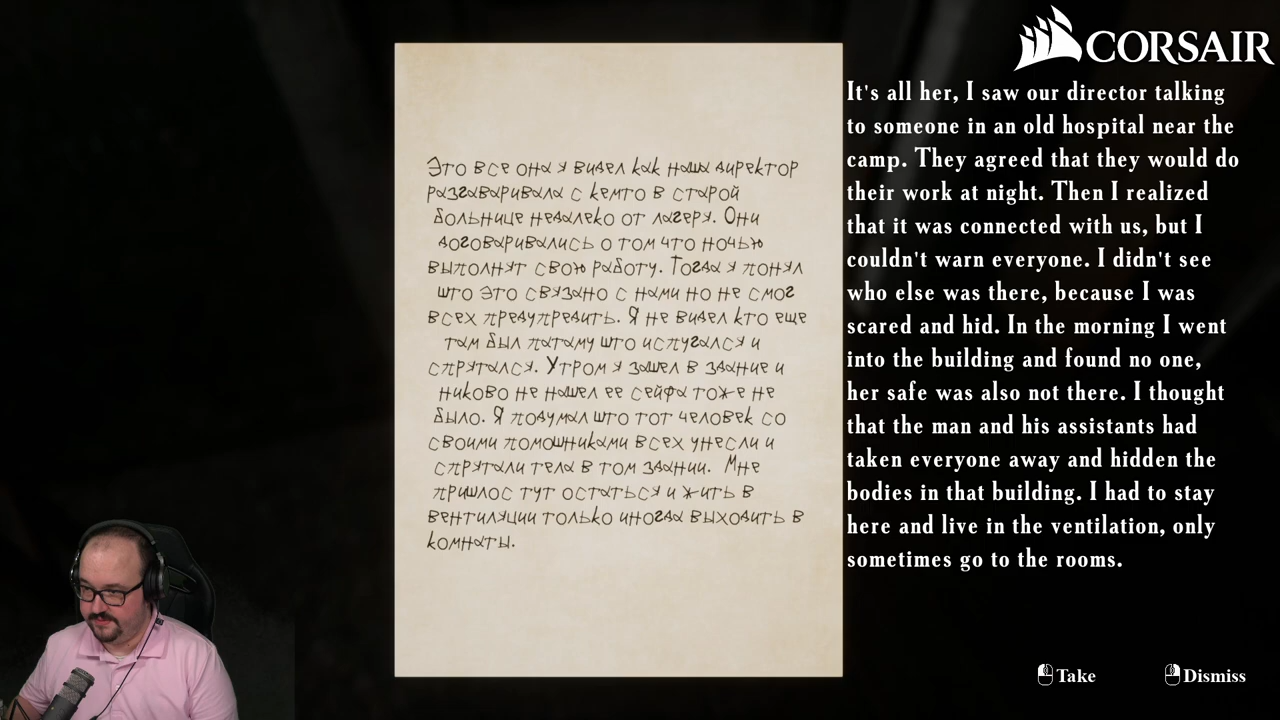 CORSAIR
Это все она я видел как наша директор
разгаваривала с кемто в старой
больнице недалеко от лагеря. Они
договаривались о том что ночью
выполнят свою работу. Тогда я понял
што это связано с нами но не смог
всех предупредить. Я не видел кто еще
там был патаму што испугался и
спрятался. Утром я зашел в здание и
никово не нашел ее сейфа тоже не
было. Я подумал што тот человек со
своими помошниками всех унесли и
спрятали тела в том здании. Мне
пришлос тут остаться и жить в
вентиляции только иногда выходить в
комнаты.
It's all her, I saw our director talking
to someone in an old hospital near the
camp. They agreed that they would do
their work at night. Then I realized
that it was connected with us, but I
couldn't warn everyone. I didn't see
who else was there, because I was
scared and hid. In the morning I went
into the building and found no one,
her safe was also not there. I thought
that the man and his assistants had
taken everyone away and hidden the
bodies in that building. I had to stay
here and live in the ventilation, only
sometimes go to the rooms.
Take Dismiss